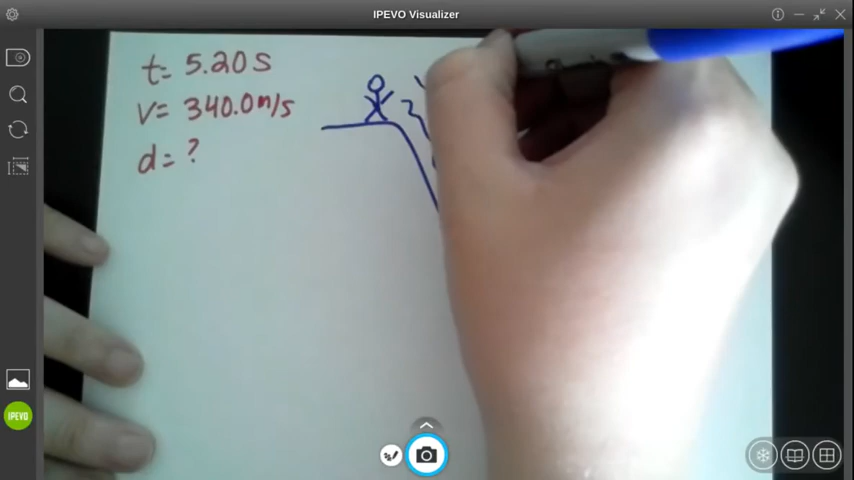 IPEVO Visualizer
t= 5.20 s
v= 340.0 m/s
d= ?
IPEVO